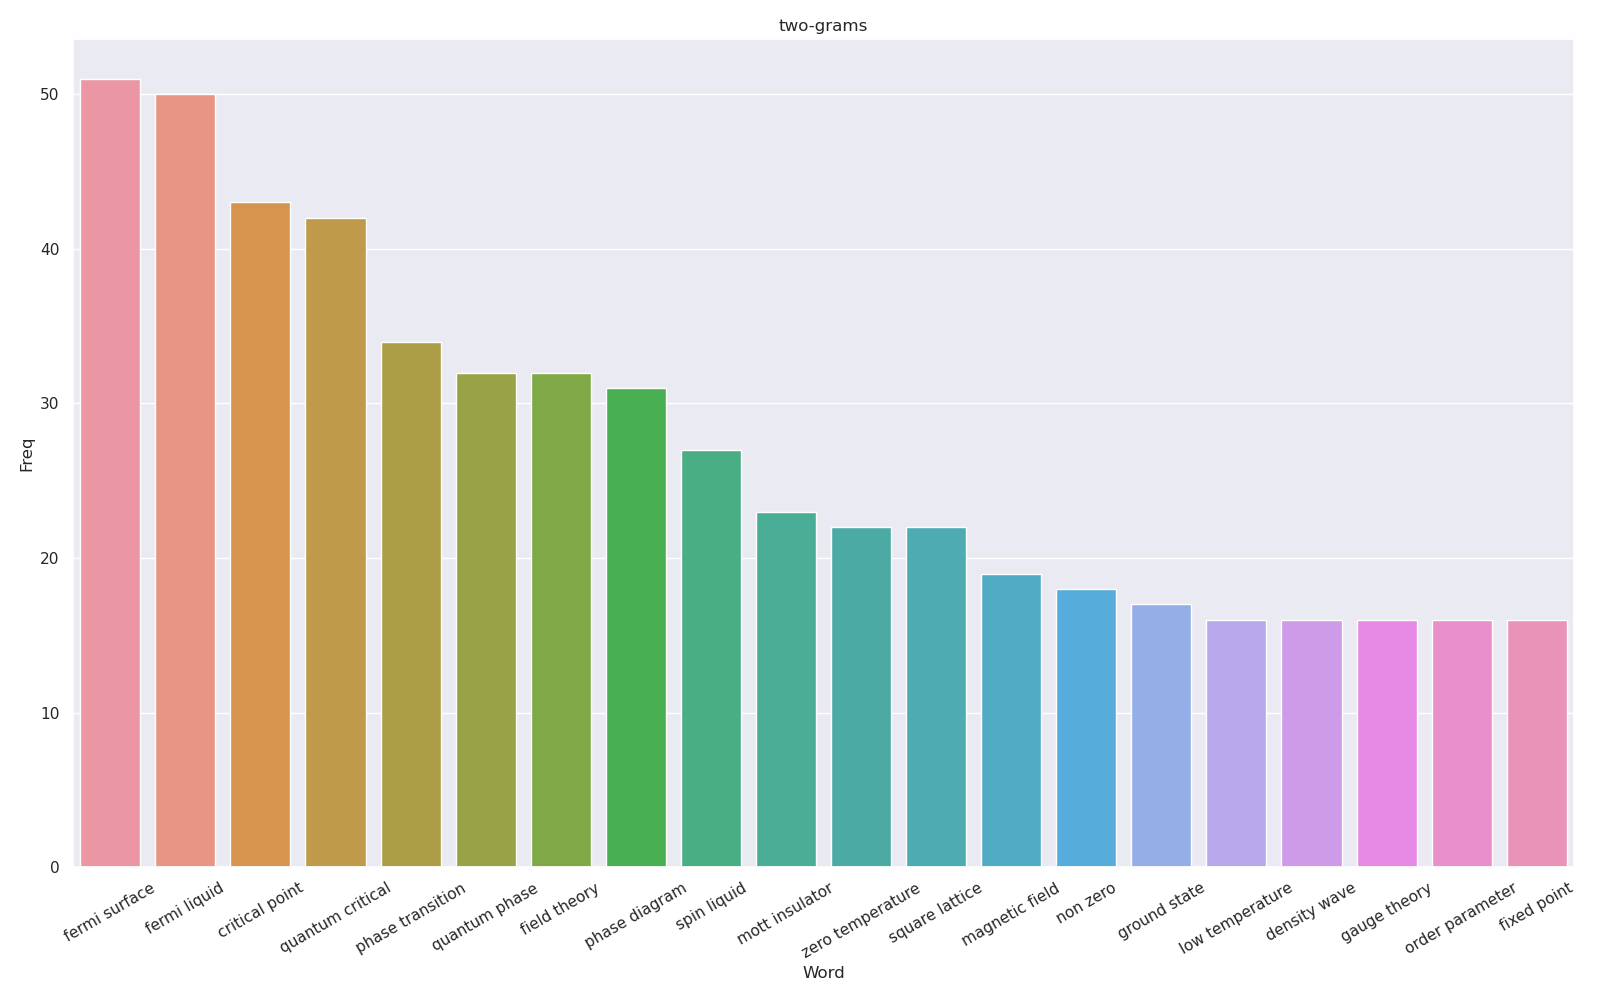 two-grams
50
40
30
20
10
0
Freq
fermi surface
fermi liquid
critical point
quantum critical
phase transition
quantum phase
field theory
phase diagram
spin liquid
mott insulator
zero temperature
square lattice
magnetic field
non zero
ground state
low temperature
density wave
gauge theory
order parameter
fixed point
Word